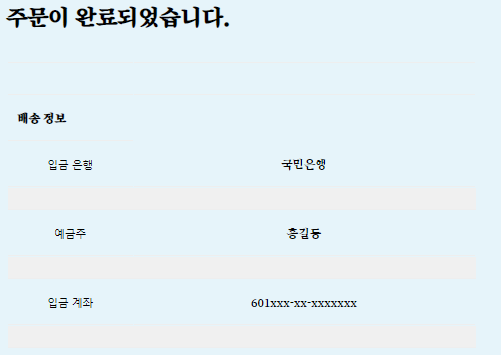 주문이 완료되었습니다.
배송 정보
입금 은행 국민은행
예금주 홍길동
입금 계좌 601xxx-xx-xxxxxxx